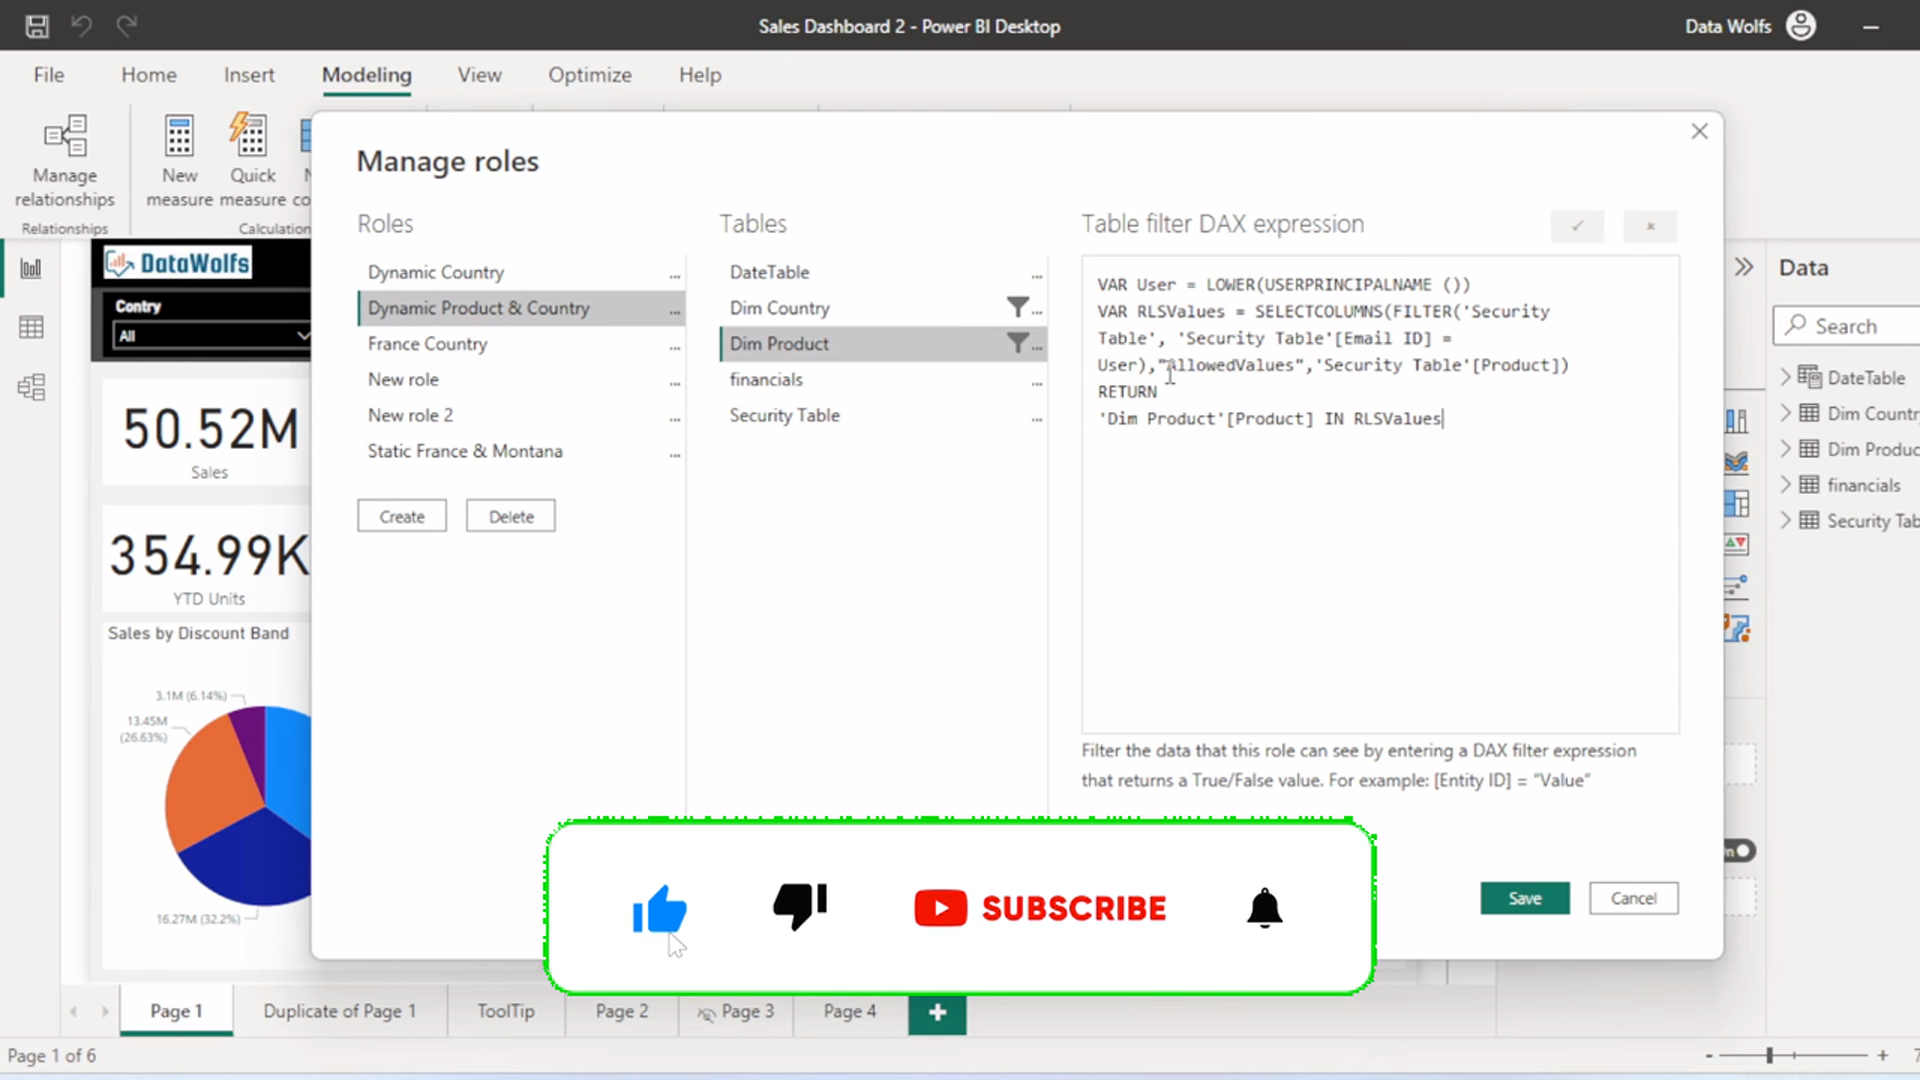 Sales Dashboard 2 - Power BI Desktop
Data Wolfs
File
Home
Insert
Modeling
View
Optimize
Help
Manage
relationships
New
measure
Quick
measure
Relationships
Manage roles
Roles
Dynamic Country
...
Dynamic Product & Country
...
France Country
...
New role
...
New role 2
...
Static France & Montana
...
Create
Delete
Tables
DateTable
...
Dim Country
...
Dim Product
...
financials
...
Security Table
...
Table filter DAX expression
VAR User = LOWER(USERPRINCIPALNAME ())
VAR RLSValues = SELECTCOLUMNS(FILTER('Security
Table', 'Security Table'[Email ID] =
User),"AllowedValues",'Security Table'[Product])
RETURN
'Dim Product'[Product] IN RLSValues
Filter the data that this role can see by entering a DAX filter expression
that returns a True/False value. For example: [Entity ID] = "Value"
Save
Cancel
DataWolfs
Contry
All
50.52M
Sales
354.99K
YTD Units
Sales by Discount Band
3.1M (6.14%)
13.45M
(26.63%)
16.27M (32.2%)
Data
Search
DateTable
Dim Country
Dim Produc
financials
Security Tab
SUBSCRIBE
Page 1
Duplicate of Page 1
ToolTip
Page 2
Page 3
Page 4
+
Page 1 of 6
- +